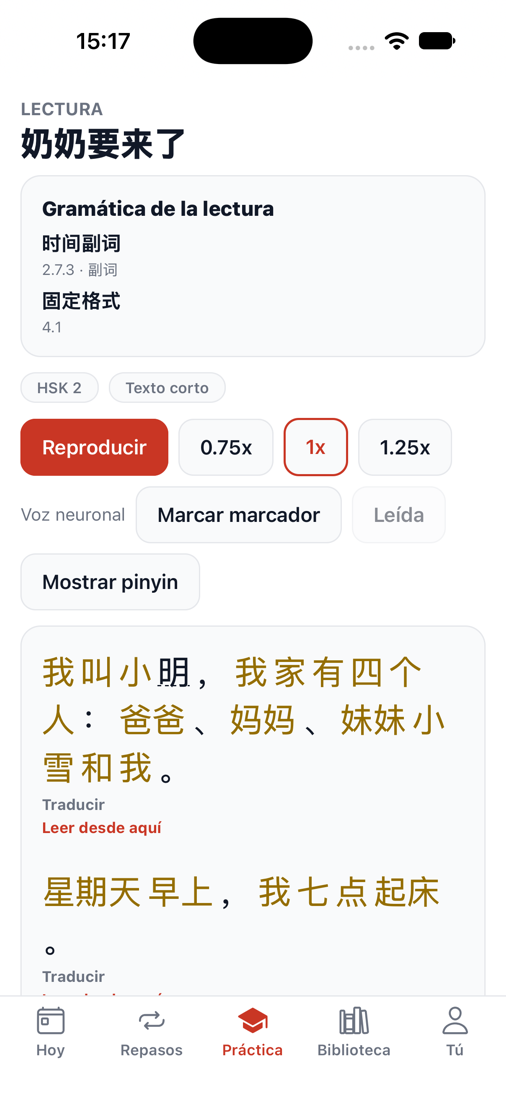 15:17
LECTURA
奶奶要来了
Gramática de la lectura
时间副词
2.7.3 · 副词
固定格式
4.1
HSK 2
Texto corto
Reproducir
0.75x
1x
1.25x
Voz neuronal
Marcar marcador
Leída
Mostrar pinyin
我叫小明，我家有四个
人：爸爸、妈妈、妹妹小
雪和我。
Traducir
Leer desde aquí
星期天早上，我七点起床
。
Traducir
Hoy
Repasos
Práctica
Biblioteca
Tú